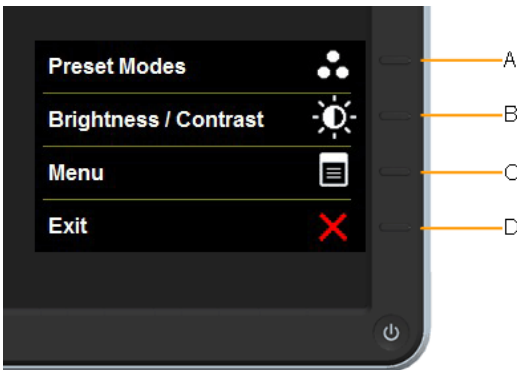 Preset Modes
A
Brightness / Contrast
B
Menu
C
Exit
D